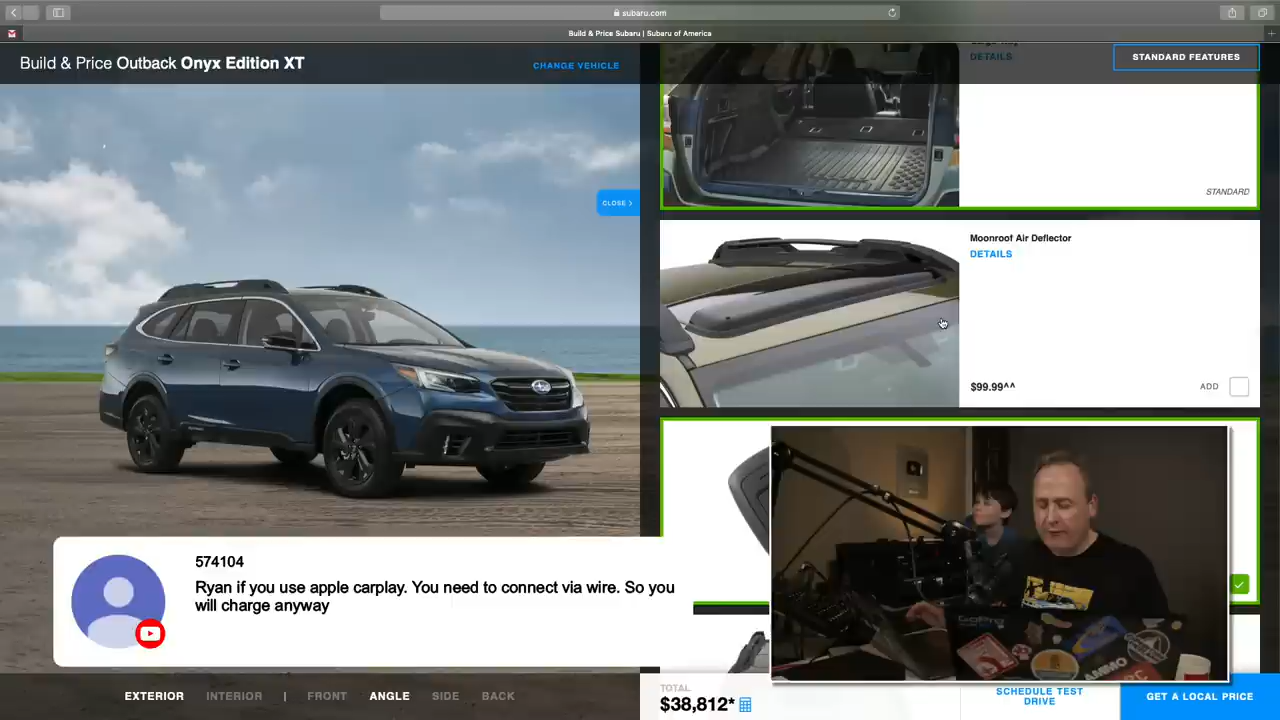 subaru.com
Build & Price Subaru | Subaru of America
Build & Price Outback Onyx Edition XT
CHANGE VEHICLE
DETAILS
STANDARD FEATURES
STANDARD
CLOSE >
Moonroof Air Deflector
DETAILS
$99.99^^
ADD
574104
Ryan if you use apple carplay. You need to connect via wire. So you
will charge anyway
GoPro
AMMO
EXTERIOR
INTERIOR
|
FRONT
ANGLE
SIDE
BACK
TOTAL
$38,812*
SCHEDULE TEST
DRIVE
GET A LOCAL PRICE